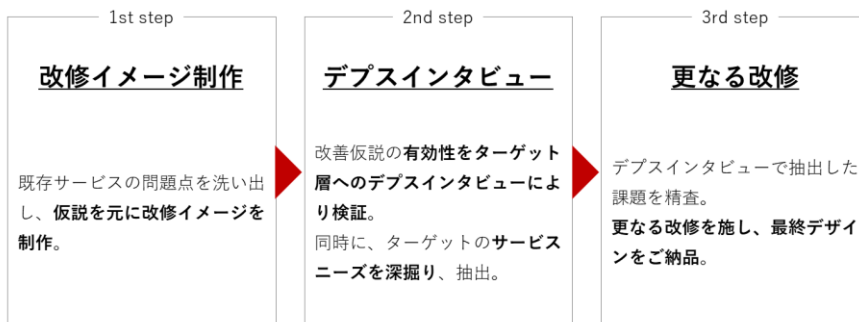 1st step
改修イメージ制作
既存サービスの問題点を洗い出
し、仮説を元に改修イメージを
制作。
2nd step
デプスインタビュー
改善仮説の有効性をターゲット
層へのデプスインタビューによ
り検証。
同時に、ターゲットのサービス
ニーズを深掘り、抽出。
3rd step
更なる改修
デプスインタビューで抽出した
課題を精査。
更なる改修を施し、最終デザイ
ンをご納品。